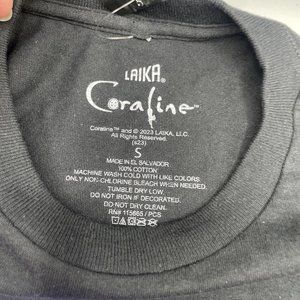 LAIKA®
Coraline™
Coraline™ and © 2023 LAIKA, LLC.
All Rights Reserved.
(s23)
S
MADE IN EL SALVADOR
100% COTTON
MACHINE WASH COLD WITH LIKE COLORS.
ONLY NON-CHLORINE BLEACH WHEN NEEDED.
TUMBLE DRY LOW.
DO NOT IRON IF DECORATED.
DO NOT DRY CLEAN.
RN# 115665 / PCS